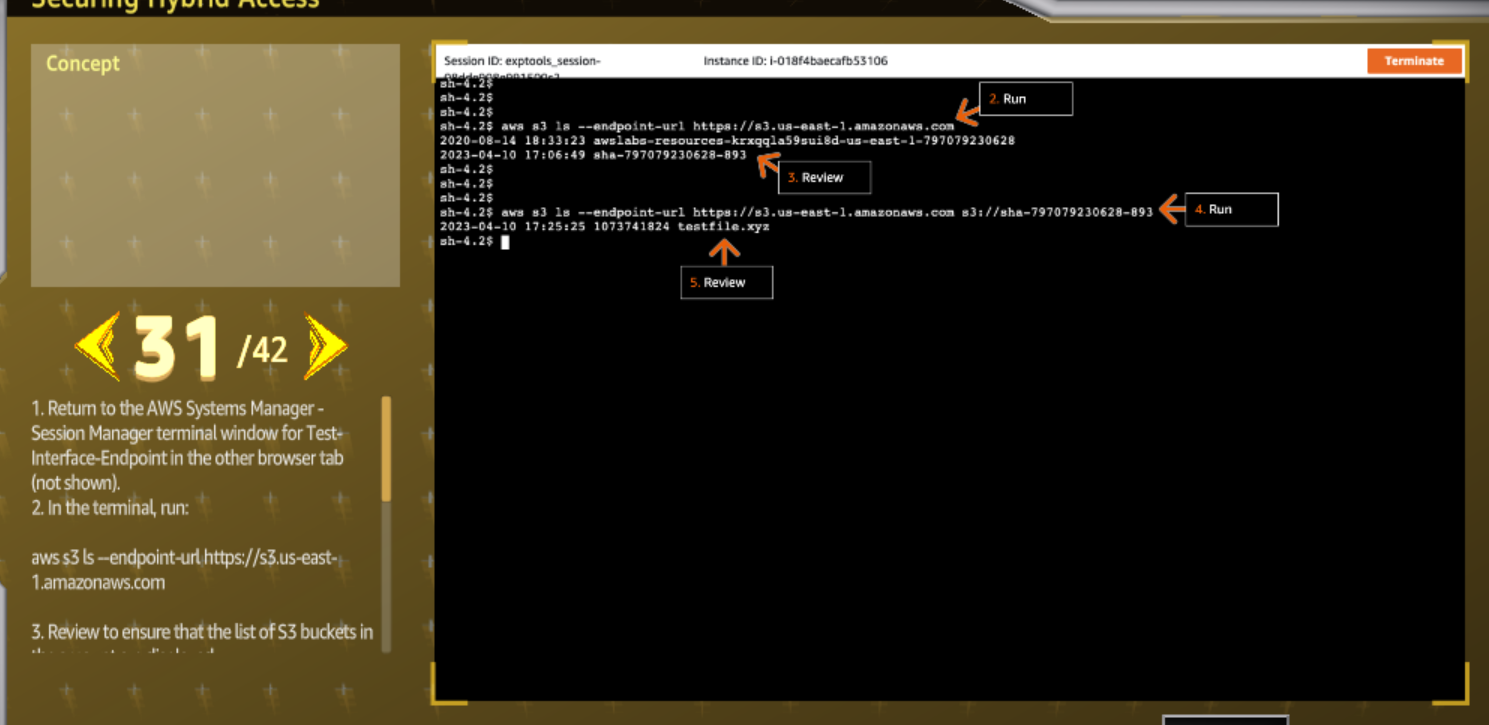 Securing Hybrid Access
Concept
31 /42
1. Return to the AWS Systems Manager -
Session Manager terminal window for Test-
Interface-Endpoint in the other browser tab
(not shown).
2. In the terminal, run:
aws s3 ls --endpoint-url https://s3.us-east-
1.amazonaws.com
3. Review to ensure that the list of S3 buckets in
Session ID: exptools_session-
Instance ID: i-018f4baecafb53106
Terminate
sh-4.2$
sh-4.2$
sh-4.2$
2. Run
sh-4.2$ aws s3 ls --endpoint-url https://s3.us-east-1.amazonaws.com
2020-08-14 18:33:23 awslabs-resources-krxqqla59sui8d-us-east-1-797079230628
2023-04-10 17:06:49 sha-797079230628-893
3. Review
sh-4.2$
sh-4.2$
sh-4.2$
sh-4.2$ aws s3 ls --endpoint-url https://s3.us-east-1.amazonaws.com s3://sha-797079230628-893
4. Run
2023-04-10 17:25:25 1073741824 testfile.xyz
sh-4.2$
5. Review